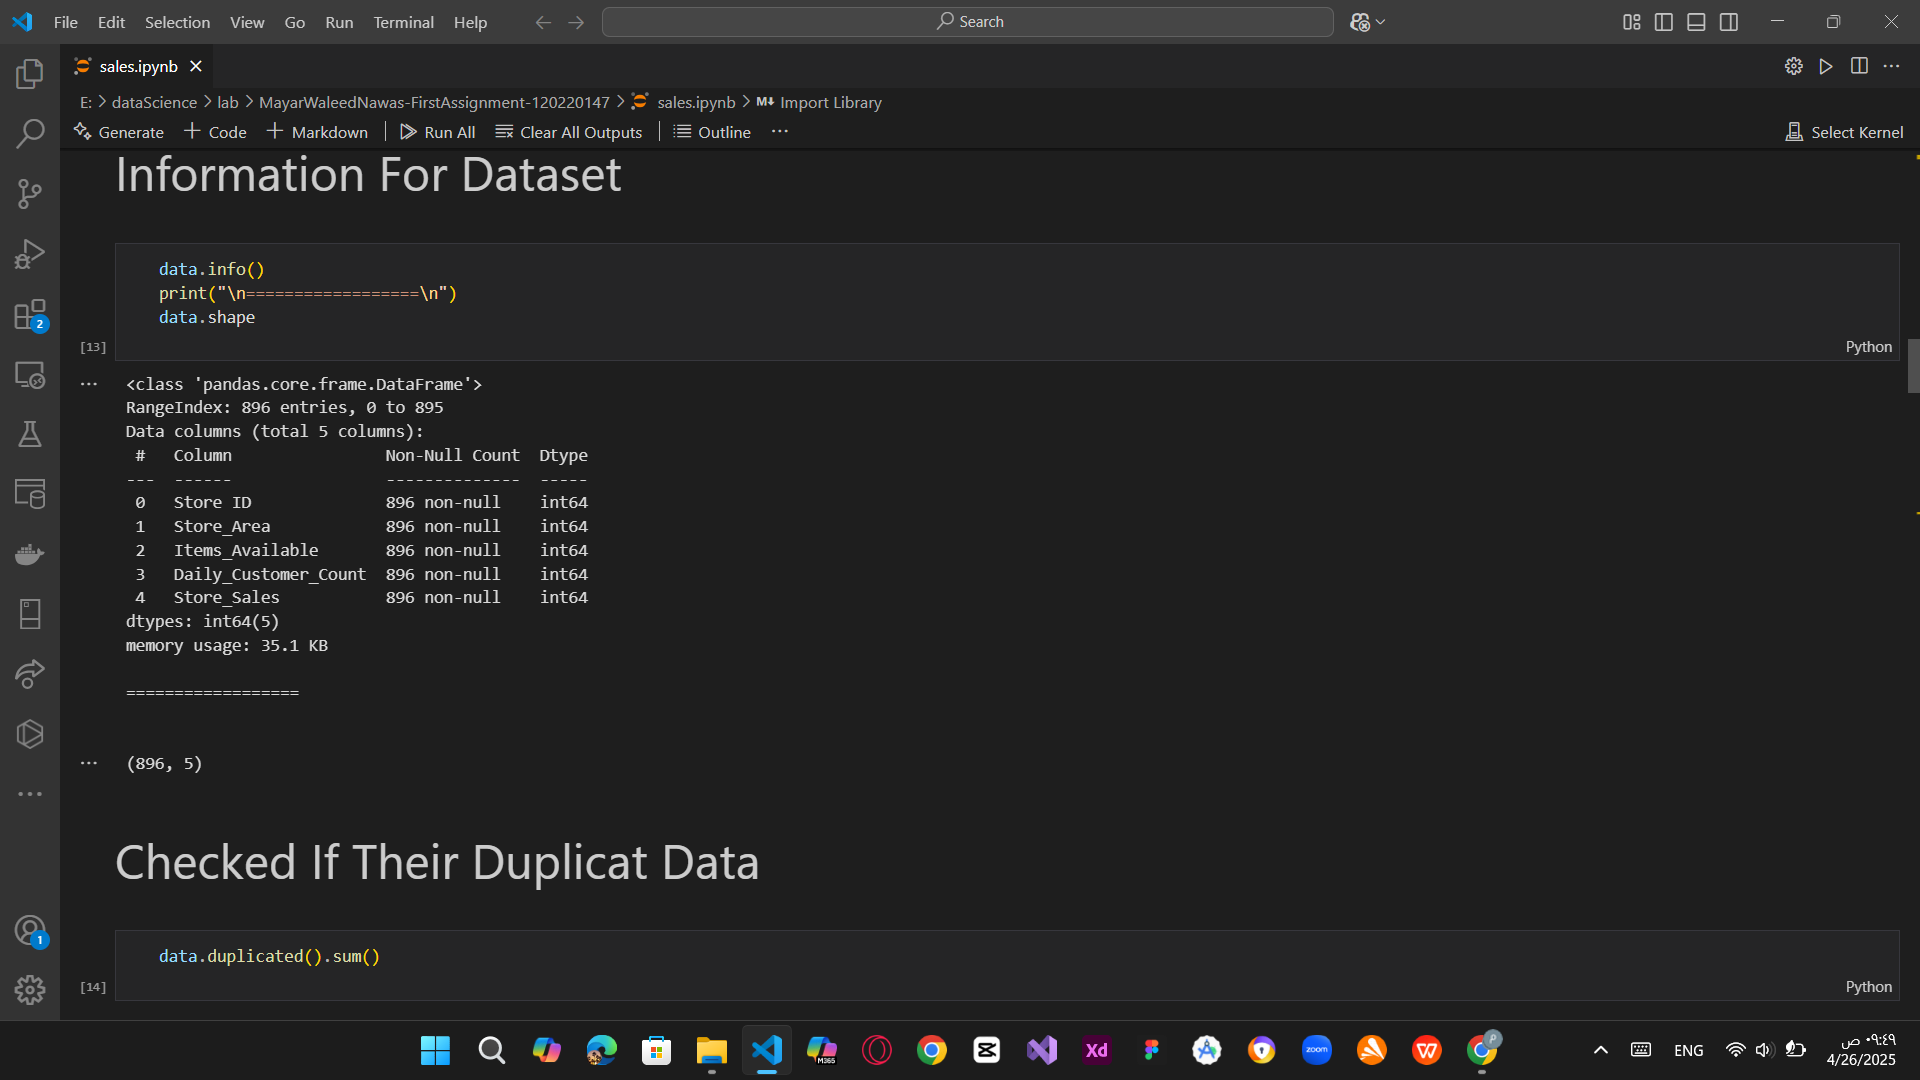 File Edit Selection View Go Run Terminal Help
Search
sales.ipynb
E: > dataScience > lab > MayarWaleedNawas-FirstAssignment-120220147 > sales.ipynb > M↓ Import Library
Generate + Code + Markdown Run All Clear All Outputs Outline ...
Select Kernel
Information For Dataset
data.info()
print("\n==================\n")
data.shape
[13]
Python
<class 'pandas.core.frame.DataFrame'>
RangeIndex: 896 entries, 0 to 895
Data columns (total 5 columns):
 #   Column                Non-Null Count  Dtype
---  ------                --------------  -----
 0   Store ID              896 non-null    int64
 1   Store_Area            896 non-null    int64
 2   Items_Available       896 non-null    int64
 3   Daily_Customer_Count  896 non-null    int64
 4   Store_Sales           896 non-null    int64
dtypes: int64(5)
memory usage: 35.1 KB
==================
(896, 5)
Checked If Their Duplicat Data
data.duplicated().sum()
[14]
Python
2
1
M365
Xd
zoom
P
ENG
٠٩:٤٩ ص
4/26/2025